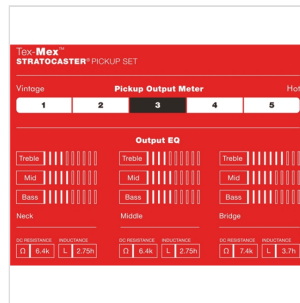 Tex-Mex™
STRATOCASTER® PICKUP SET
Vintage Pickup Output Meter Hot
1 2 3 4 5
Output EQ
Treble Treble Treble
Mid Mid Mid
Bass Bass Bass
Neck Middle Bridge
DC RESISTANCE INDUCTANCE DC RESISTANCE INDUCTANCE DC RESISTANCE INDUCTANCE
Ω 6.4k L 2.75h Ω 6.4k L 2.75h Ω 7.4k L 3.7h